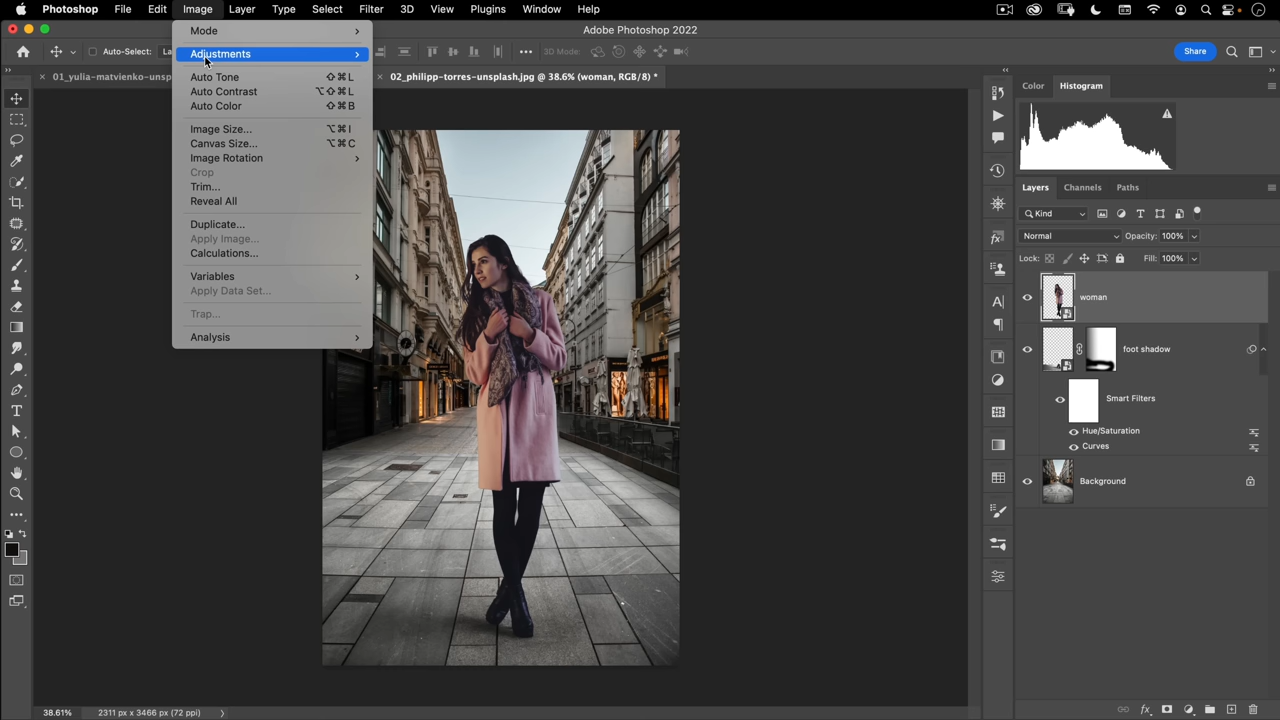 Photoshop File Edit Image Layer Type Select Filter 3D View Plugins Window Help
Adobe Photoshop 2022
Auto-Select: La
3D Mode:
Share
01_yulia-matvienko-unsp
02_philipp-torres-unsplash.jpg @ 38.6% (woman, RGB/8) *
Mode
Adjustments
Auto Tone ⇧⌘L
Auto Contrast ⌥⇧⌘L
Auto Color ⇧⌘B
Image Size... ⌥⌘I
Canvas Size... ⌥⌘C
Image Rotation
Crop
Trim...
Reveal All
Duplicate...
Apply Image...
Calculations...
Variables
Apply Data Set...
Trap...
Analysis
Color Histogram
Layers Channels Paths
Kind
Normal Opacity: 100%
Lock: Fill: 100%
woman
foot shadow
Smart Filters
Hue/Saturation
Curves
Background
38.61% 2311 px x 3466 px (72 ppi)